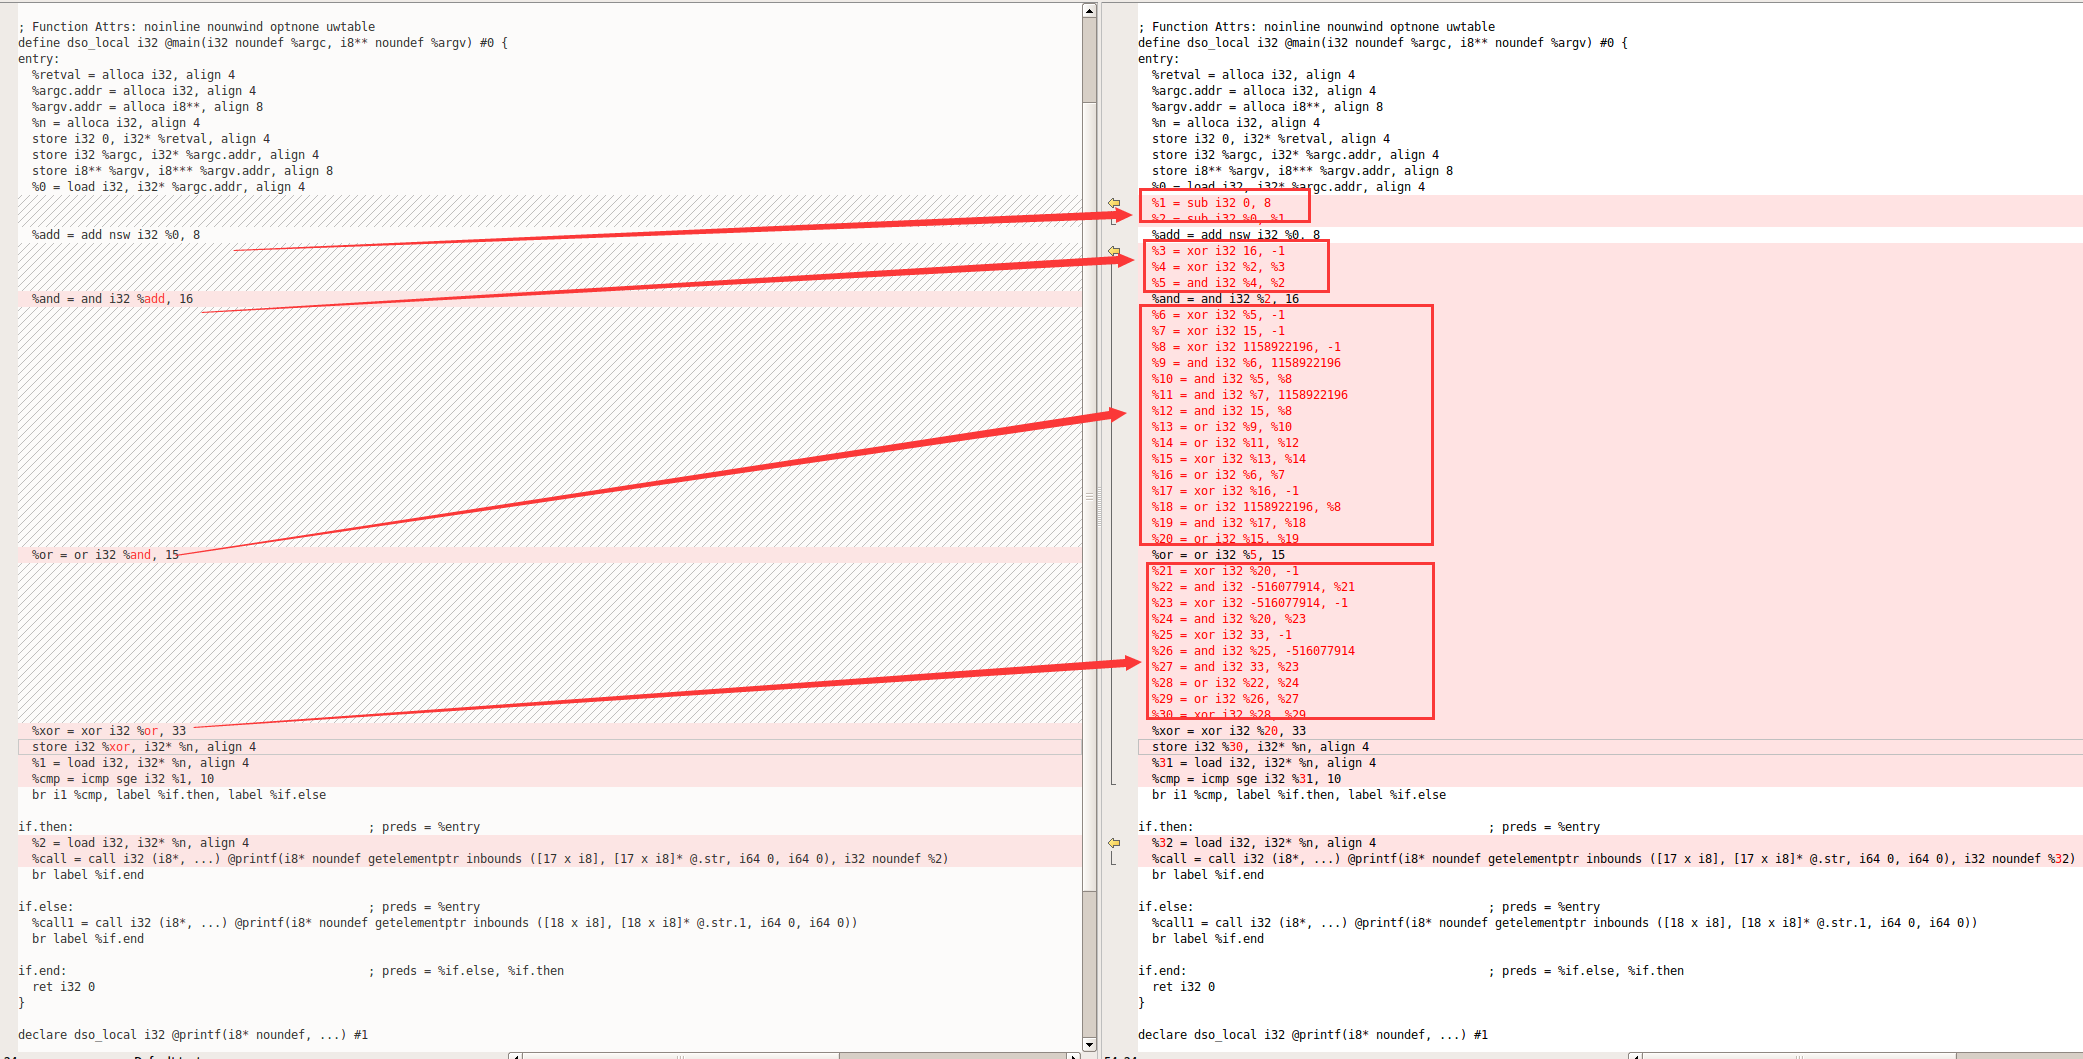 ; Function Attrs: noinline nounwind optnone uwtable
define dso_local i32 @main(i32 noundef %argc, i8** noundef %argv) #0 {
entry:
%retval = alloca i32, align 4
%argc.addr = alloca i32, align 4
%argv.addr = alloca i8**, align 8
%n = alloca i32, align 4
store i32 0, i32* %retval, align 4
store i32 %argc, i32* %argc.addr, align 4
store i8** %argv, i8*** %argv.addr, align 8
%0 = load i32, i32* %argc.addr, align 4
%add = add nsw i32 %0, 8
%and = and i32 %add, 16
%or = or i32 %and, 15
%xor = xor i32 %or, 33
store i32 %xor, i32* %n, align 4
%1 = load i32, i32* %n, align 4
%cmp = icmp sge i32 %1, 10
br i1 %cmp, label %if.then, label %if.else
if.then: ; preds = %entry
%2 = load i32, i32* %n, align 4
%call = call i32 (i8*, ...) @printf(i8* noundef getelementptr inbounds ([17 x i8], [17 x i8]* @.str, i64 0, i64 0), i32 noundef %2)
br label %if.end
if.else: ; preds = %entry
%call1 = call i32 (i8*, ...) @printf(i8* noundef getelementptr inbounds ([18 x i8], [18 x i8]* @.str.1, i64 0, i64 0))
br label %if.end
if.end: ; preds = %if.else, %if.then
ret i32 0
}
declare dso_local i32 @printf(i8* noundef, ...) #1
; Function Attrs: noinline nounwind optnone uwtable
define dso_local i32 @main(i32 noundef %argc, i8** noundef %argv) #0 {
entry:
%retval = alloca i32, align 4
%argc.addr = alloca i32, align 4
%argv.addr = alloca i8**, align 8
%n = alloca i32, align 4
store i32 0, i32* %retval, align 4
store i32 %argc, i32* %argc.addr, align 4
store i8** %argv, i8*** %argv.addr, align 8
%0 = load i32, i32* %argc.addr, align 4
%1 = sub i32 0, 8
%2 = sub i32 %0, %1
%add = add nsw i32 %0, 8
%3 = xor i32 16, -1
%4 = xor i32 %2, %3
%5 = and i32 %4, %2
%and = and i32 %2, 16
%6 = xor i32 %5, -1
%7 = xor i32 15, -1
%8 = xor i32 1158922196, -1
%9 = and i32 %6, 1158922196
%10 = and i32 %5, %8
%11 = and i32 %7, 1158922196
%12 = and i32 15, %8
%13 = or i32 %9, %10
%14 = or i32 %11, %12
%15 = xor i32 %13, %14
%16 = or i32 %6, %7
%17 = xor i32 %16, -1
%18 = or i32 1158922196, %8
%19 = and i32 %17, %18
%20 = or i32 %15, %19
%or = or i32 %5, 15
%21 = xor i32 %20, -1
%22 = and i32 -516077914, %21
%23 = xor i32 -516077914, -1
%24 = and i32 %20, %23
%25 = xor i32 33, -1
%26 = and i32 %25, -516077914
%27 = and i32 33, %23
%28 = or i32 %22, %24
%29 = or i32 %26, %27
%30 = xor i32 %28, %29
%xor = xor i32 %20, 33
store i32 %30, i32* %n, align 4
%31 = load i32, i32* %n, align 4
%cmp = icmp sge i32 %31, 10
br i1 %cmp, label %if.then, label %if.else
if.then: ; preds = %entry
%32 = load i32, i32* %n, align 4
%call = call i32 (i8*, ...) @printf(i8* noundef getelementptr inbounds ([17 x i8], [17 x i8]* @.str, i64 0, i64 0), i32 noundef %32)
br label %if.end
if.else: ; preds = %entry
%call1 = call i32 (i8*, ...) @printf(i8* noundef getelementptr inbounds ([18 x i8], [18 x i8]* @.str.1, i64 0, i64 0))
br label %if.end
if.end: ; preds = %if.else, %if.then
ret i32 0
}
declare dso_local i32 @printf(i8* noundef, ...) #1